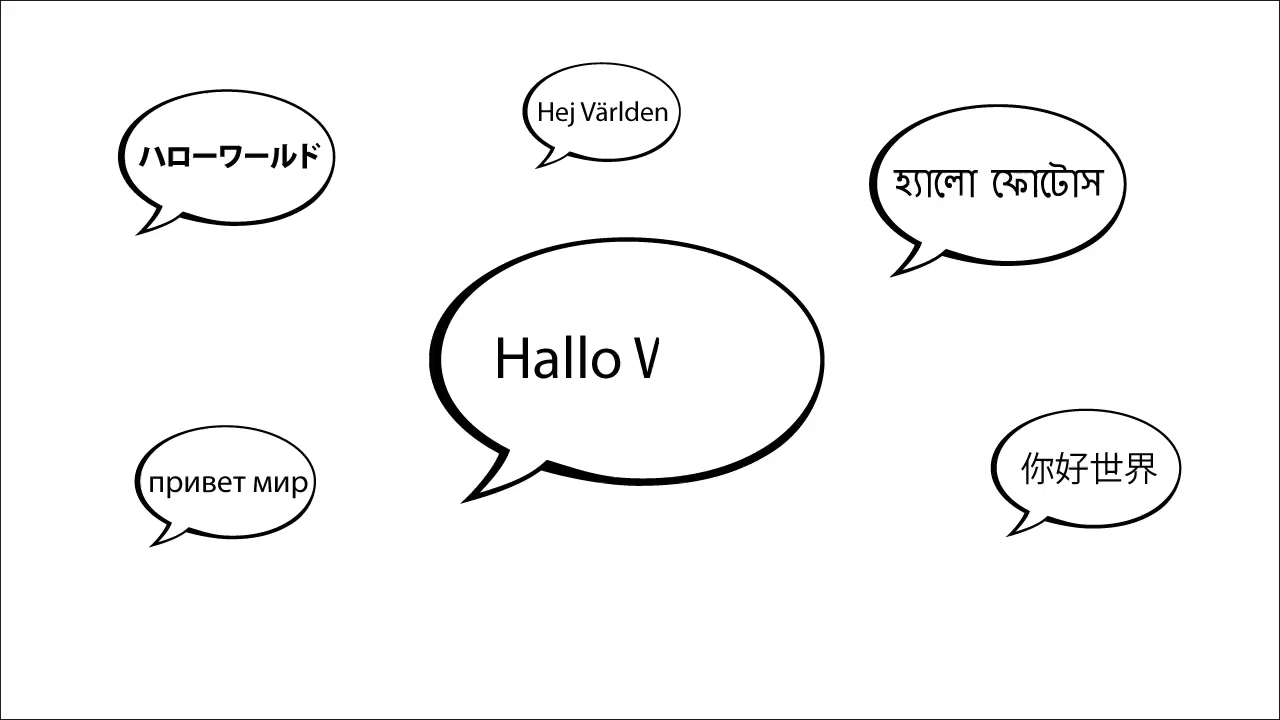 Hej Världen
ハローワールド
হ্যালো ফোটোস
Hallo
привет мир
你好世界